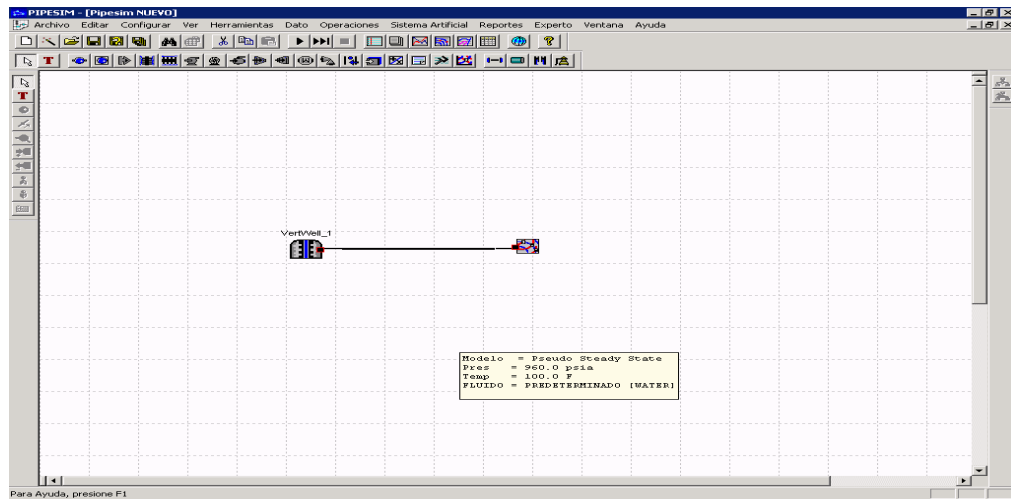 PIPESIM - [Pipesim NUEVO]
Archivo Editar Configurar Ver Herramientas Dato Operaciones Sistema Artificial Reportes Experto Ventana Ayuda
T
T
VertWell_1
Modelo = Pseudo Steady State
Pres = 960.0 psia
Temp = 100.0 F
FLUIDO = PREDETERMINADO [WATER]
Para Ayuda, presione F1